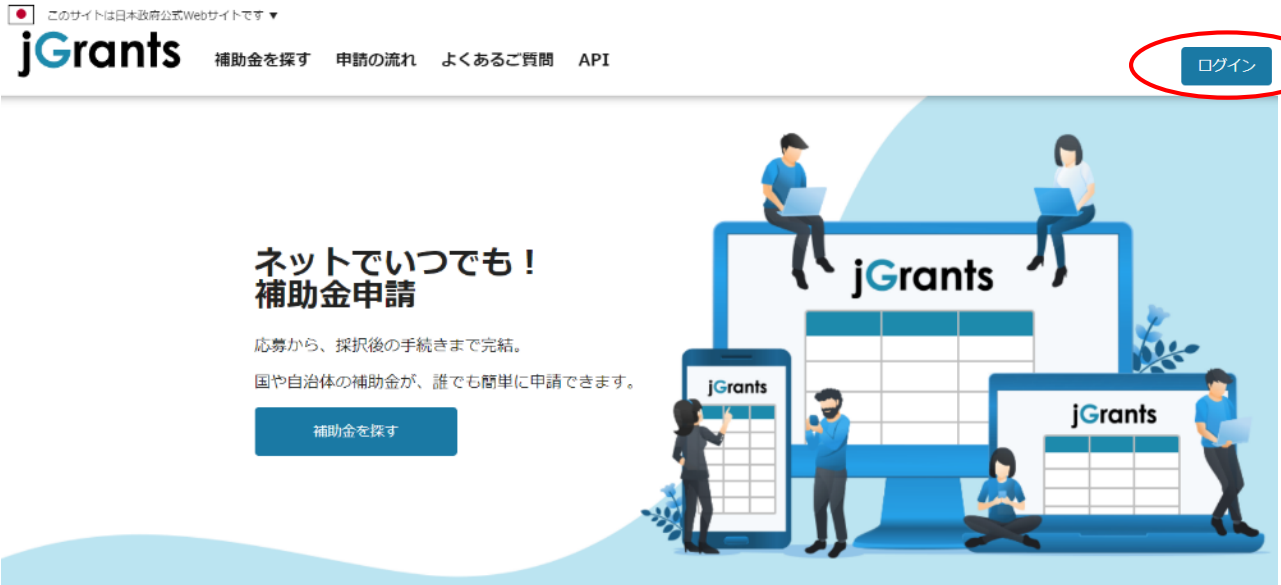 このサイトは日本政府公式Webサイトです ▼
jGrants 補助金を探す 申請の流れ よくあるご質問 API ログイン
ネットでいつでも！
補助金申請
応募から、採択後の手続きまで完結。
国や自治体の補助金が、誰でも簡単に申請できます。
補助金を探す
jGrants
jGrants
jGrants